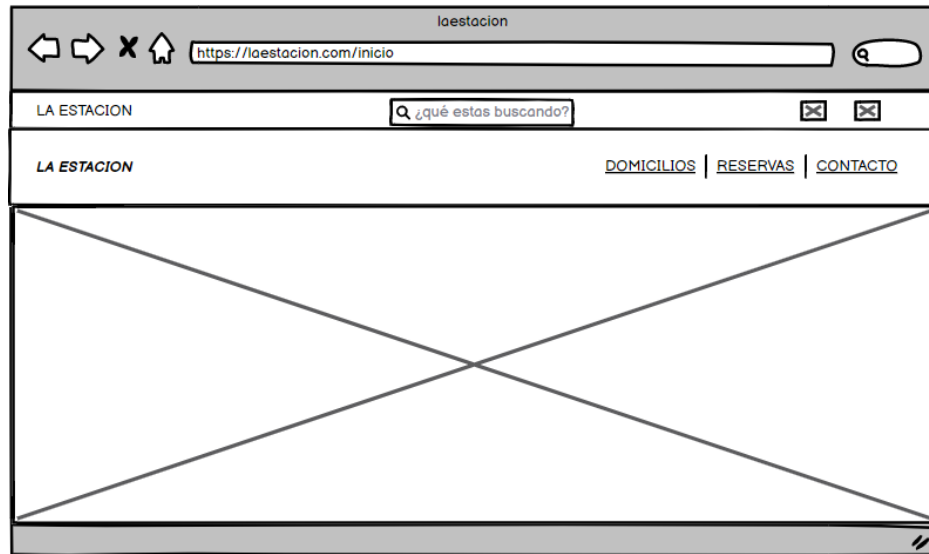 laestacion
https://laestacion.com/inicio
LA ESTACION ¿qué estas buscando?
LA ESTACION DOMICILIOS RESERVAS CONTACTO